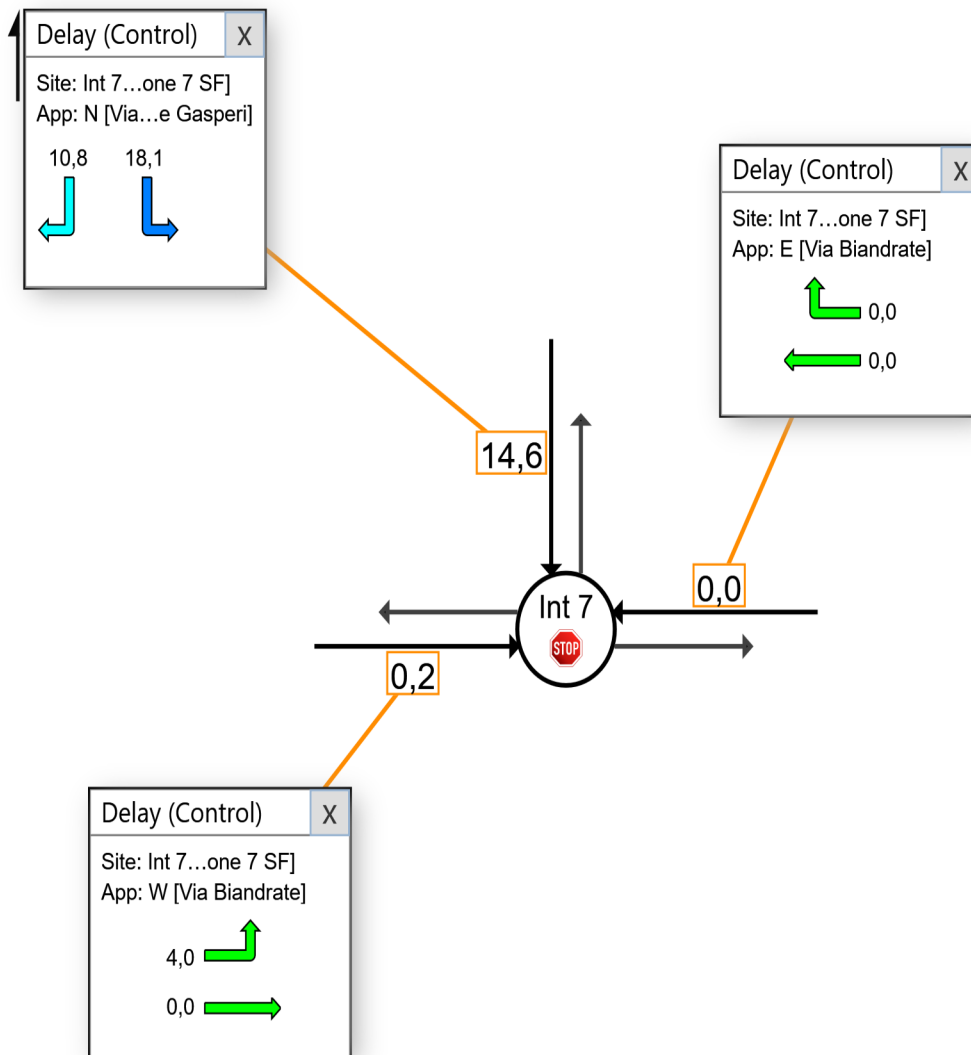 Delay (Control) X
Site: Int 7...one 7 SF]
App: N [Via...e Gasperi]
10,8 18,1
Delay (Control) X
Site: Int 7...one 7 SF]
App: E [Via Biandrate]
0,0
0,0
14,6
0,0
Int 7
STOP
0,2
Delay (Control) X
Site: Int 7...one 7 SF]
App: W [Via Biandrate]
4,0
0,0